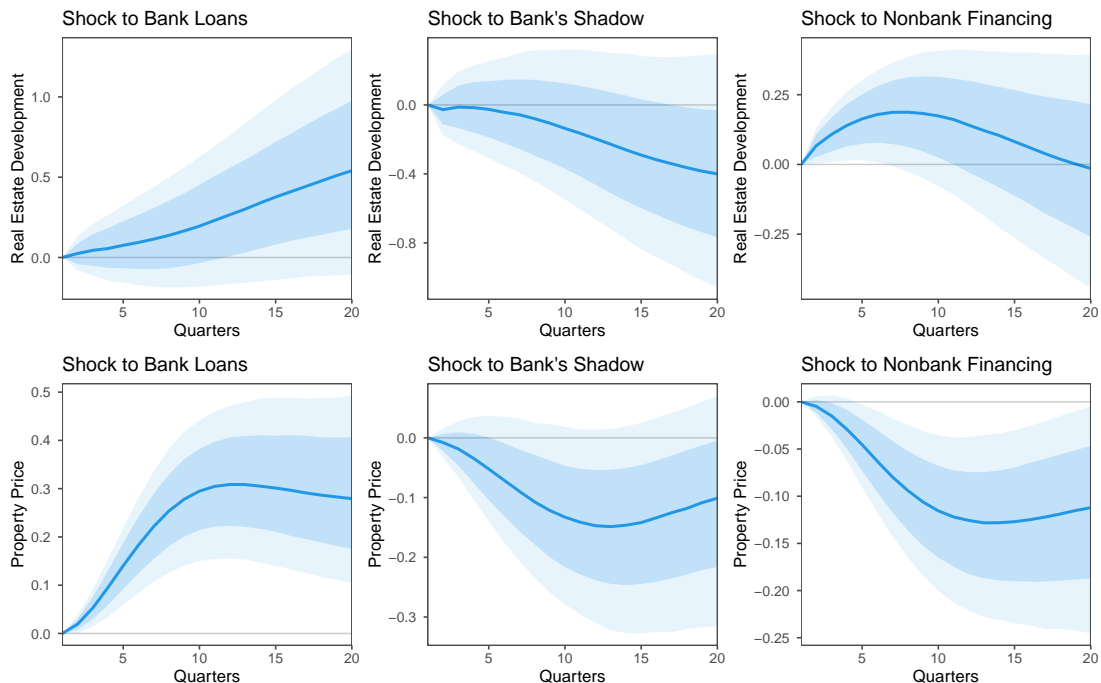 Shock to Bank Loans
Shock to Bank's Shadow
Shock to Nonbank Financing
Real Estate Development
1.0
0.5
0.0
5
10
15
20
Quarters
Real Estate Development
0.0
−0.4
−0.8
5
10
15
20
Quarters
Real Estate Development
0.25
0.00
−0.25
5
10
15
20
Quarters
Shock to Bank Loans
Shock to Bank's Shadow
Shock to Nonbank Financing
Property Price
0.5
0.4
0.3
0.2
0.1
0.0
5
10
15
20
Quarters
Property Price
0.0
−0.1
−0.2
−0.3
5
10
15
20
Quarters
Property Price
0.00
−0.05
−0.10
−0.15
−0.20
−0.25
5
10
15
20
Quarters